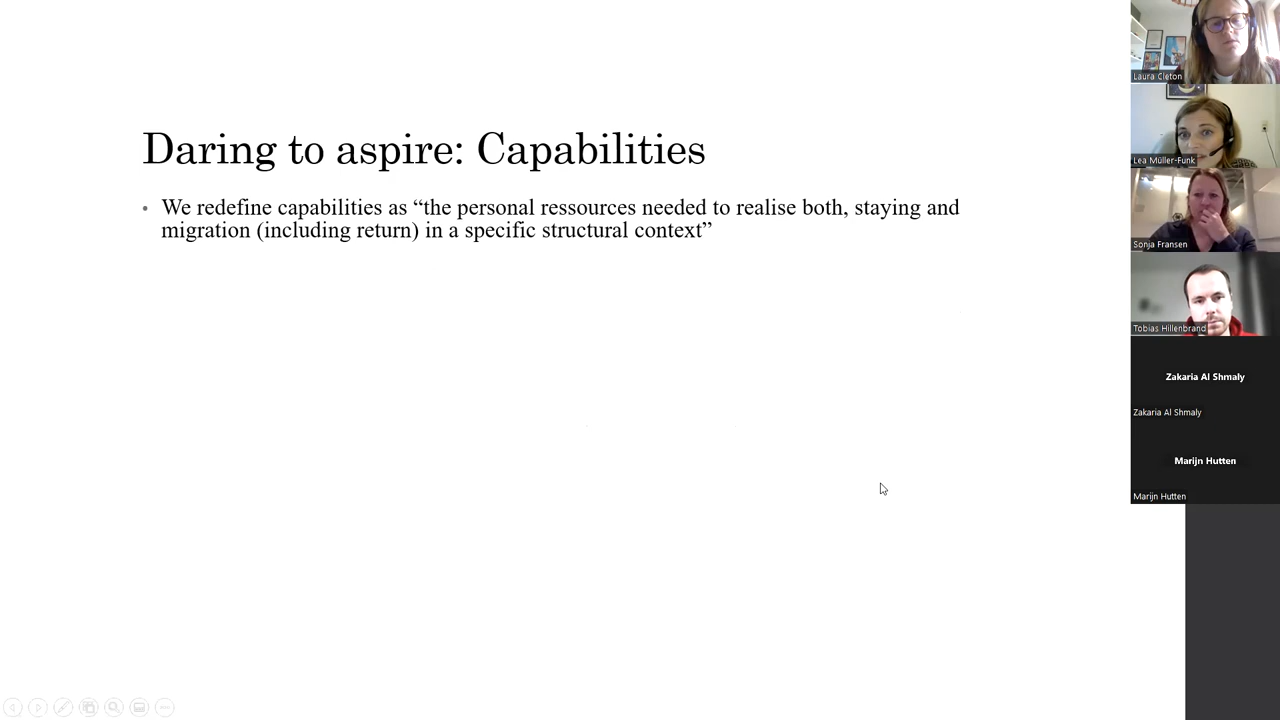 Daring to aspire: Capabilities
• We redefine capabilities as “the personal ressources needed to realise both, staying and
migration (including return) in a specific structural context”
Laura Cleton
Lea Müller-Funk
Sonja Fransen
Tobias Hillenbrand
Zakaria Al Shmaly
Zakaria Al Shmaly
Marijn Hutten
Marijn Hutten